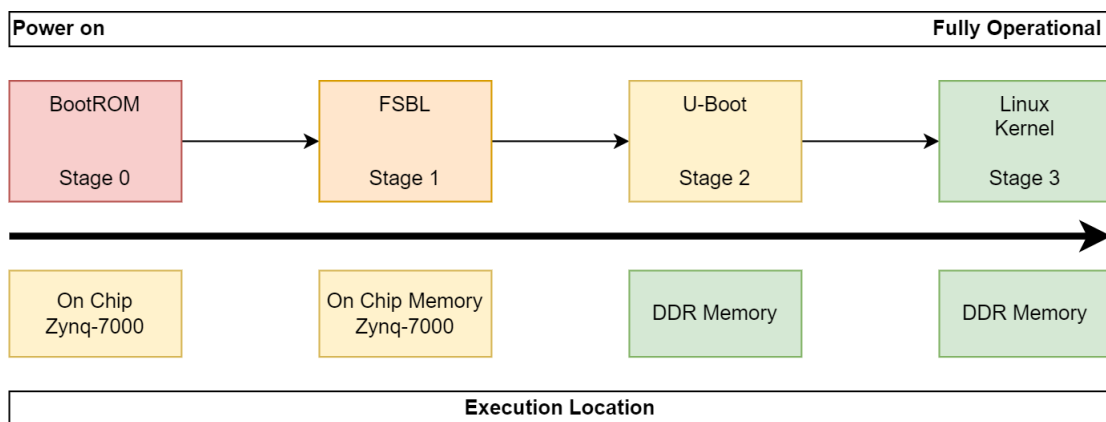 Power on
Fully Operational
BootROM
Stage 0
FSBL
Stage 1
U-Boot
Stage 2
Linux
Kernel
Stage 3
On Chip
Zynq-7000
On Chip Memory
Zynq-7000
DDR Memory
DDR Memory
Execution Location